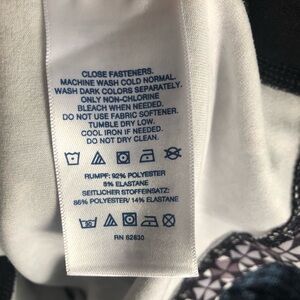 CLOSE FASTENERS.
MACHINE WASH COLD NORMAL.
WASH DARK COLORS SEPARATELY.
ONLY NON-CHLORINE
BLEACH WHEN NEEDED.
DO NOT USE FABRIC SOFTENER.
TUMBLE DRY LOW.
COOL IRON IF NEEDED.
DO NOT DRY CLEAN.
RUMPF: 92% POLYESTER
8% ELASTANE
SEITLICHER STOFFEINSATZ:
86% POLYESTER/ 14% ELASTANE
RN 62830